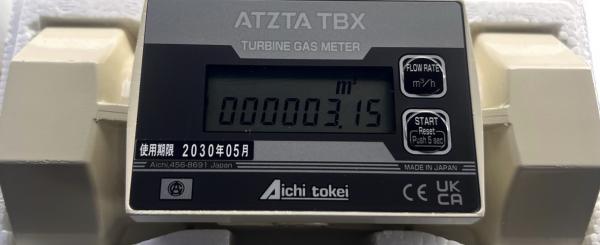 ATZTA TBX
TURBINE GAS METER
FLOW RATE
m³/h
m³
000003.15
START
Reset
Push 5 sec
使用期限 2030年05月
Aichi,456-8691 Japan
MADE IN JAPAN
Aichi tokei
CE UK
CA